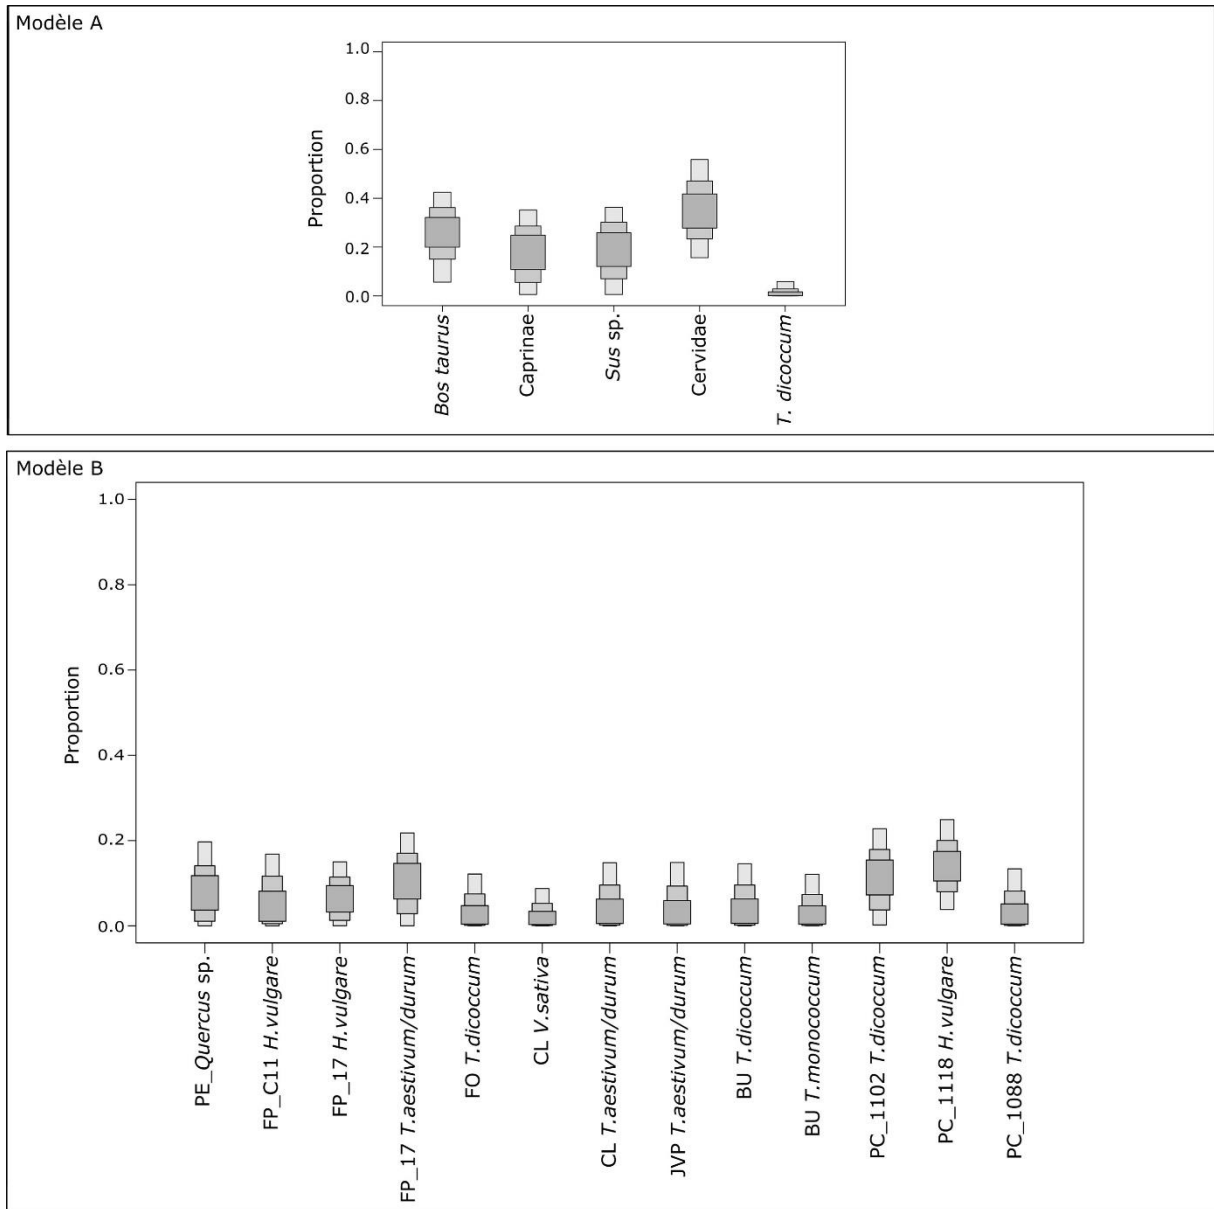 Modèle A
1.0
0.8
0.6
0.4
0.2
0.0
Proportion
Bos taurus
Caprinae
Sus sp.
Cervidae
T. dicoccum
Modèle B
1.0
0.8
0.6
0.4
0.2
0.0
Proportion
PE_Quercus sp.
FP_C11 H.vulgare
FP_17 H.vulgare
FP_17 T.aestivum/durum
FO T.dicoccum
CL V.sativa
CL T.aestivum/durum
JVP T.aestivum/durum
BU T.dicoccum
BU T.monococcum
PC_1102 T.dicoccum
PC_1118 H.vulgare
PC_1088 T.dicoccum